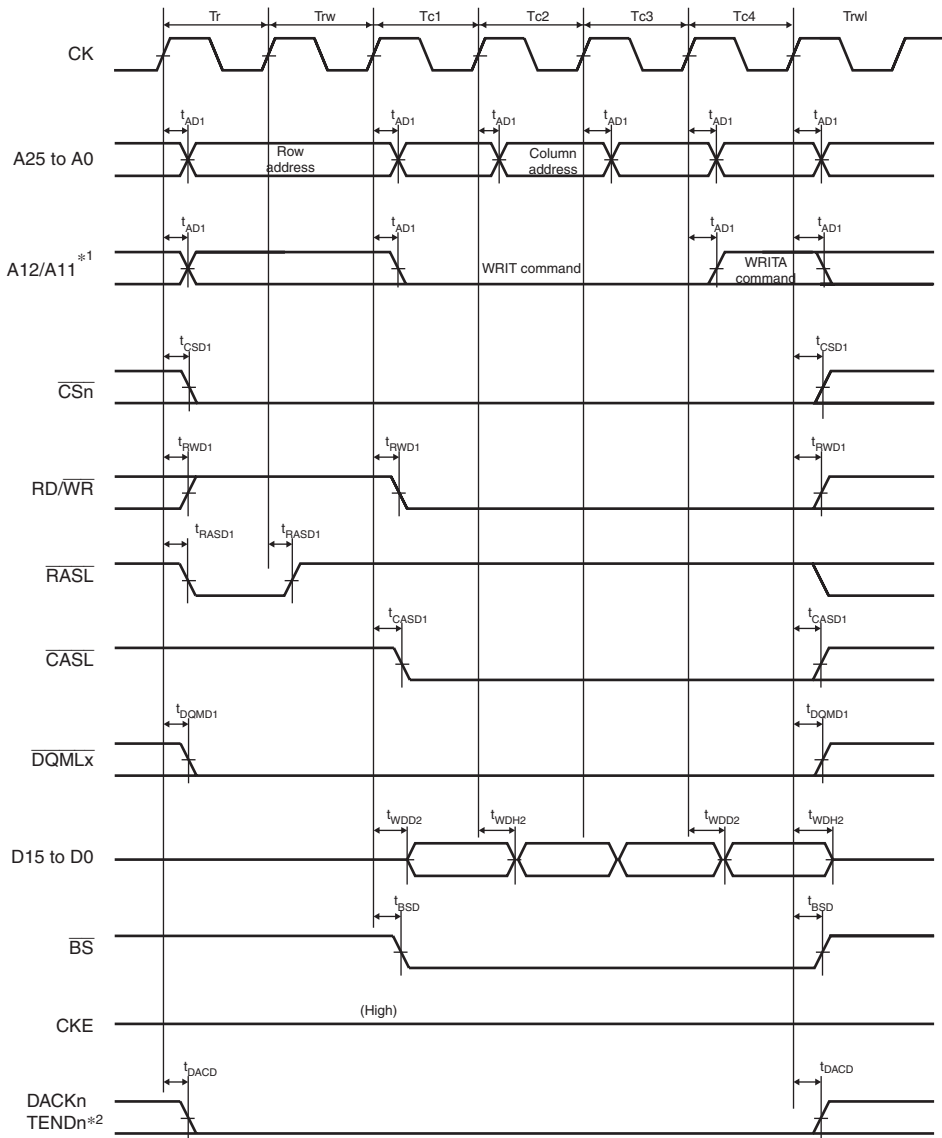 Tr Trw Tc1 Tc2 Tc3 Tc4 Trwl
CK
tAD1 tAD1 tAD1 tAD1 tAD1 tAD1
A25 to A0
Row
address
Column
address
tAD1 tAD1 tAD1 tAD1
A12/A11*1
WRIT command
WRITA
command
tCSD1 tCSD1
CSn
tRWD1 tRWD1 tRWD1
RD/WR
tRASD1 tRASD1
RASL
tCASD1 tCASD1
CASL
tDQMD1 tDQMD1
DQMLx
tWDD2 tWDH2 tWDD2 tWDH2
D15 to D0
tBSD tBSD
BS
(High)
CKE
tDACD tDACD
DACKn
TENDn*2